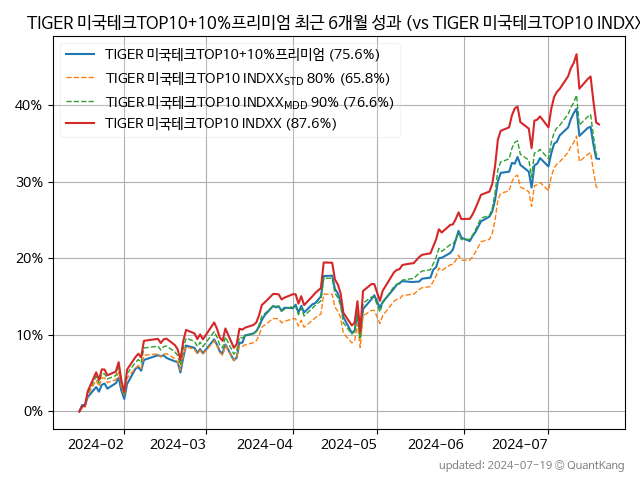 TIGER 미국테크TOP10+10%프리미엄 최근 6개월 성과 (vs TIGER 미국테크TOP10 INDXX
TIGER 미국테크TOP10+10%프리미엄 (75.6%)
TIGER 미국테크TOP10 INDXX_STD 80% (65.8%)
TIGER 미국테크TOP10 INDXX_MDD 90% (76.6%)
TIGER 미국테크TOP10 INDXX (87.6%)
40%
30%
20%
10%
0%
2024-02 2024-03 2024-04 2024-05 2024-06 2024-07
updated: 2024-07-19 © QuantKang